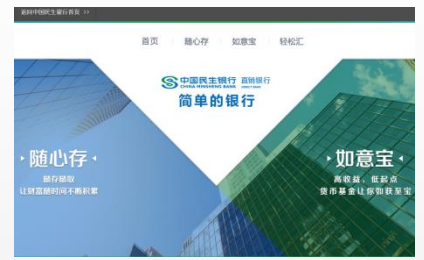 返回中国民生银行首页 >>
首页 随心存 如意宝 轻松汇
中国民生银行 直销银行
CHINA MINSHENG BANK
简单的银行
·随心存·
随存随取
让财富随时间不断积累
·如意宝·
高收益、低起点
货币基金让你如获至宝